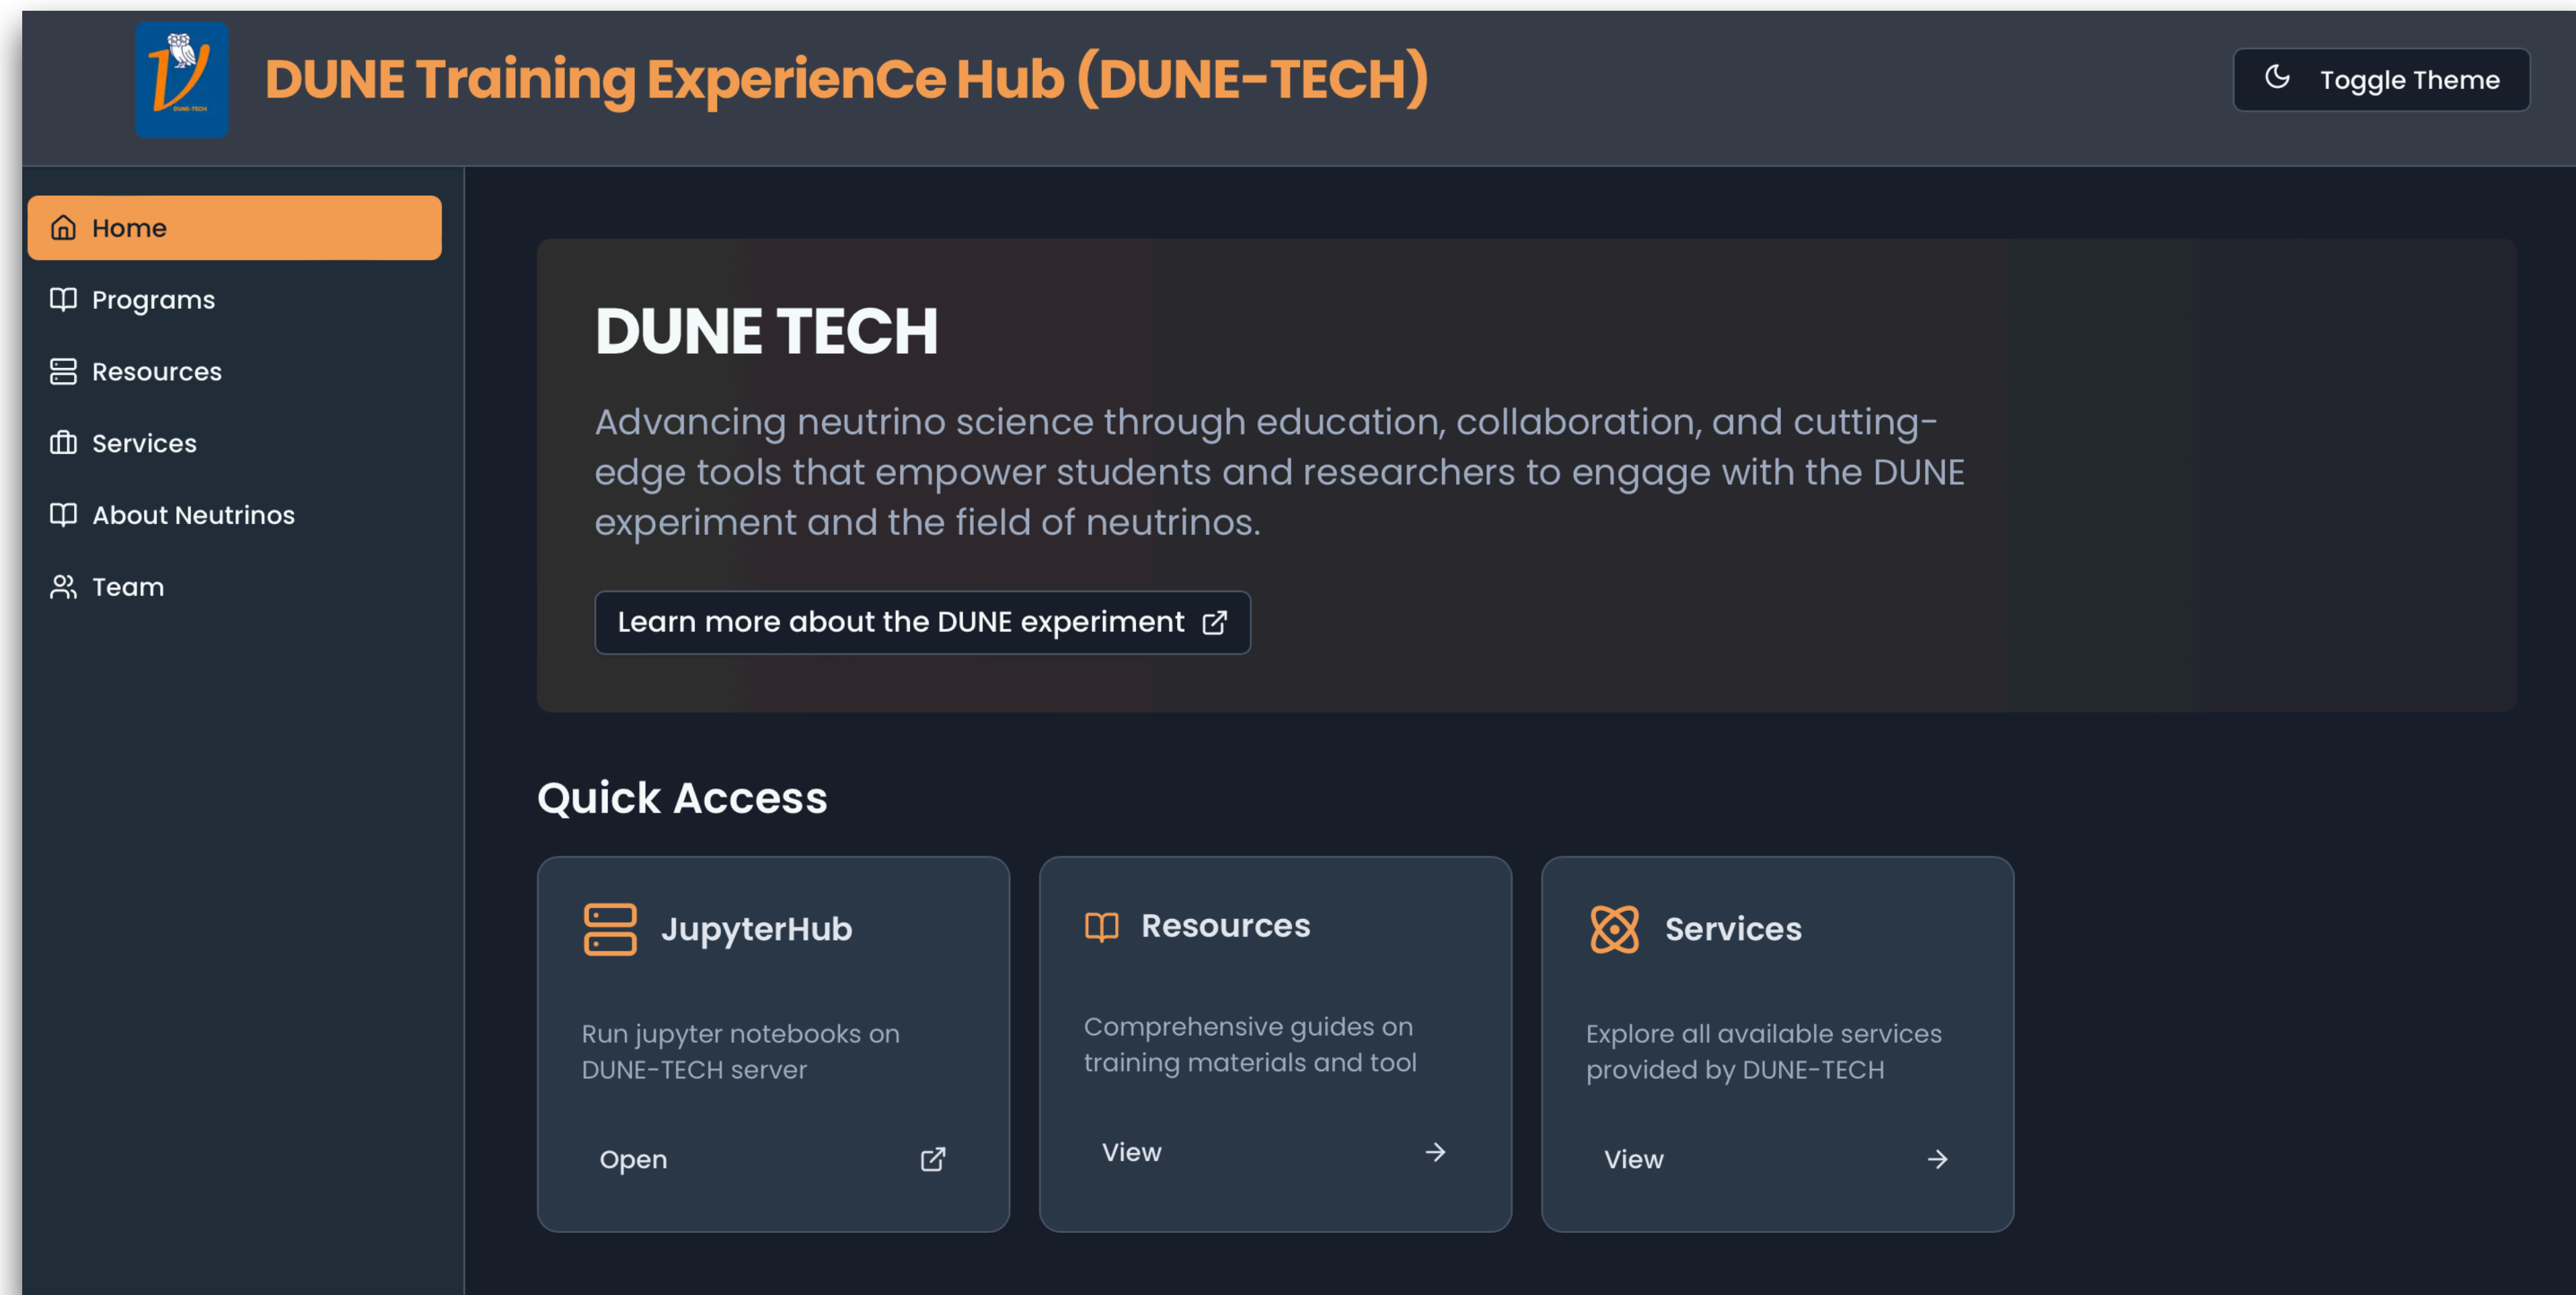 DUNE-TECH
DUNE Training ExperienCe Hub (DUNE-TECH)
Toggle Theme
Home
Programs
Resources
Services
About Neutrinos
Team
DUNE TECH
Advancing neutrino science through education, collaboration, and cutting-
edge tools that empower students and researchers to engage with the DUNE
experiment and the field of neutrinos.
Learn more about the DUNE experiment
Quick Access
JupyterHub
Run jupyter notebooks on
DUNE-TECH server
Open
Resources
Comprehensive guides on
training materials and tool
View
Services
Explore all available services
provided by DUNE-TECH
View